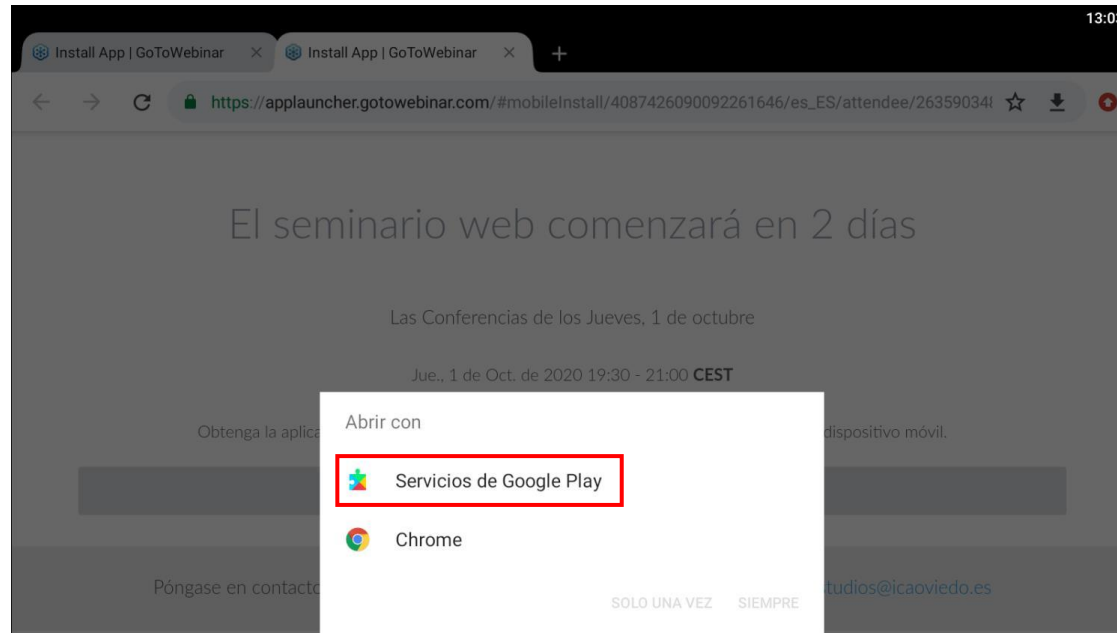 13:03
Install App | GoToWebinar Install App | GoToWebinar
https://applauncher.gotowebinar.com/#mobileInstall/4087426090092261646/es_ES/attendee/263590348
El seminario web comenzará en 2 días
Las Conferencias de los Jueves, 1 de octubre
Jue., 1 de Oct. de 2020 19:30 - 21:00 CEST
Obtenga la aplica dispositivo móvil.
Abrir con
Servicios de Google Play
Chrome
Póngase en contacto tudios@icaoviedo.es
SOLO UNA VEZ SIEMPRE